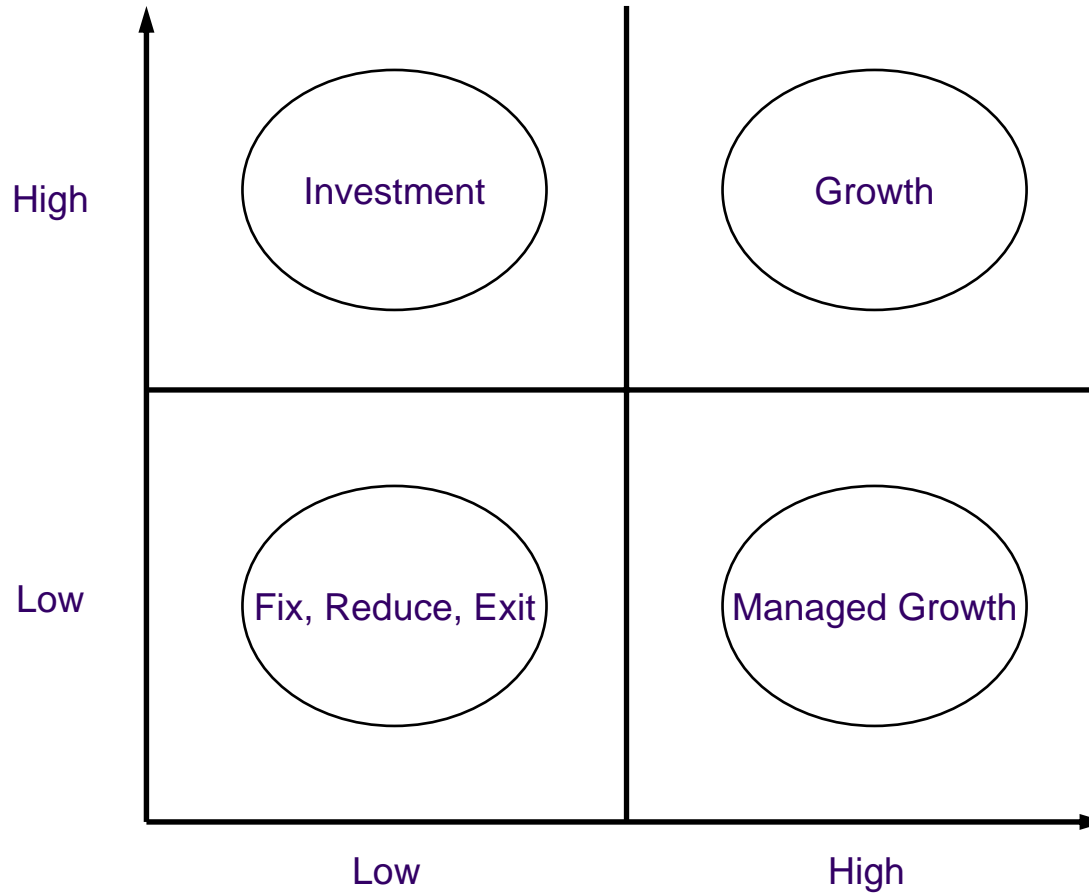 High
Investment
Growth
Low
Fix, Reduce, Exit
Managed Growth
Low
High